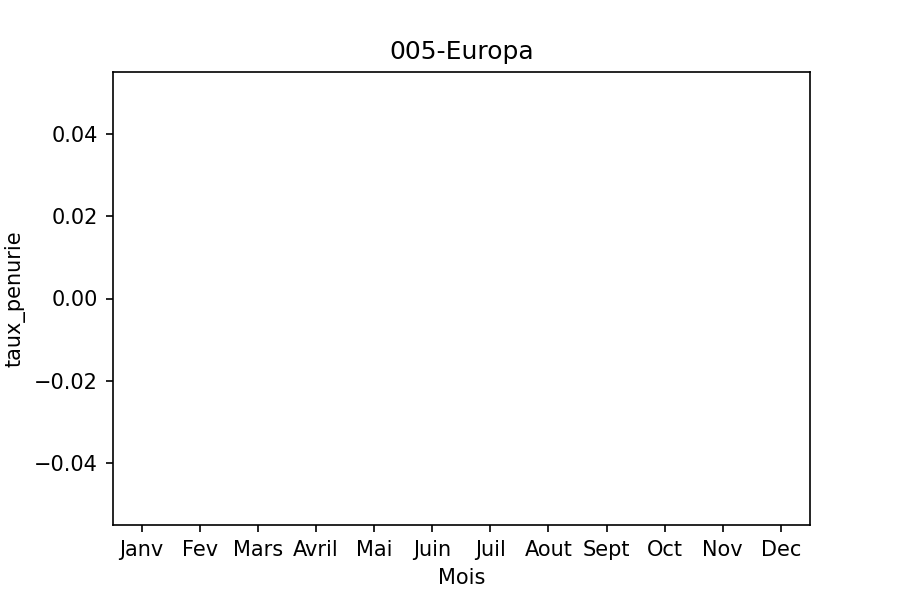 005-Europa
0.04
0.02
0.00
−0.02
−0.04
taux_penurie
Janv Fev Mars Avril Mai Juin Juil Aout Sept Oct Nov Dec
Mois